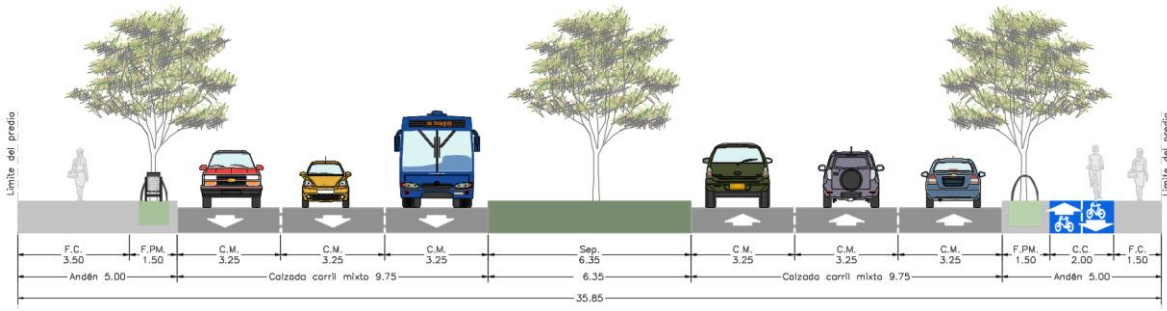 Límite del predio
Límite del predio
F.C. F.PM. C.M. C.M. C.M. Sep. C.M. C.M. C.M. F.PM. C.C. F.C.
3.50 1.50 3.25 3.25 3.25 6.35 3.25 3.25 3.25 1.50 2.00 1.50
Andén 5.00 Calzada carril mixto 9.75 6.35 Calzada carril mixto 9.75 Andén 5.00
35.85